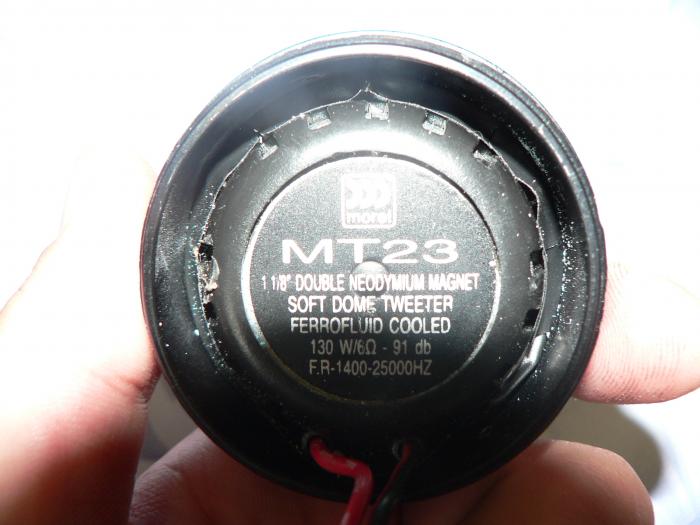 morel
MT23
1 1/8" DOUBLE NEODYMIUM MAGNET
SOFT DOME TWEETER
FERROFLUID COOLED
130 W/6Ω - 91 db
F.R-1400-25000HZ